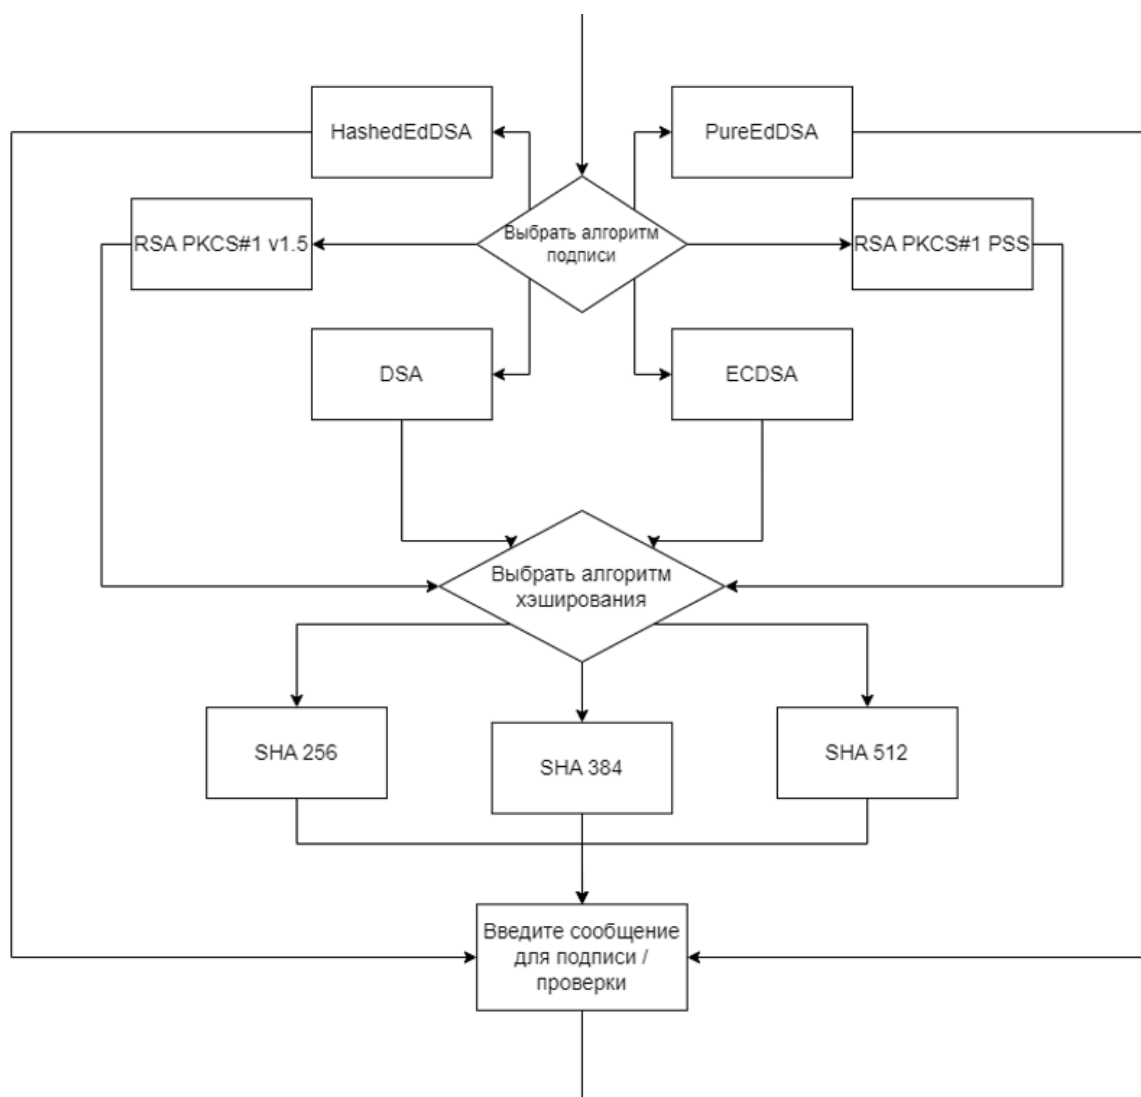 HashedEdDSA
PureEdDSA
Выбрать алгоритм
подписи
RSA PKCS#1 v1.5
RSA PKCS#1 PSS
DSA
ECDSA
Выбрать алгоритм
хэширования
SHA 256
SHA 384
SHA 512
Введите сообщение
для подписи /
проверки